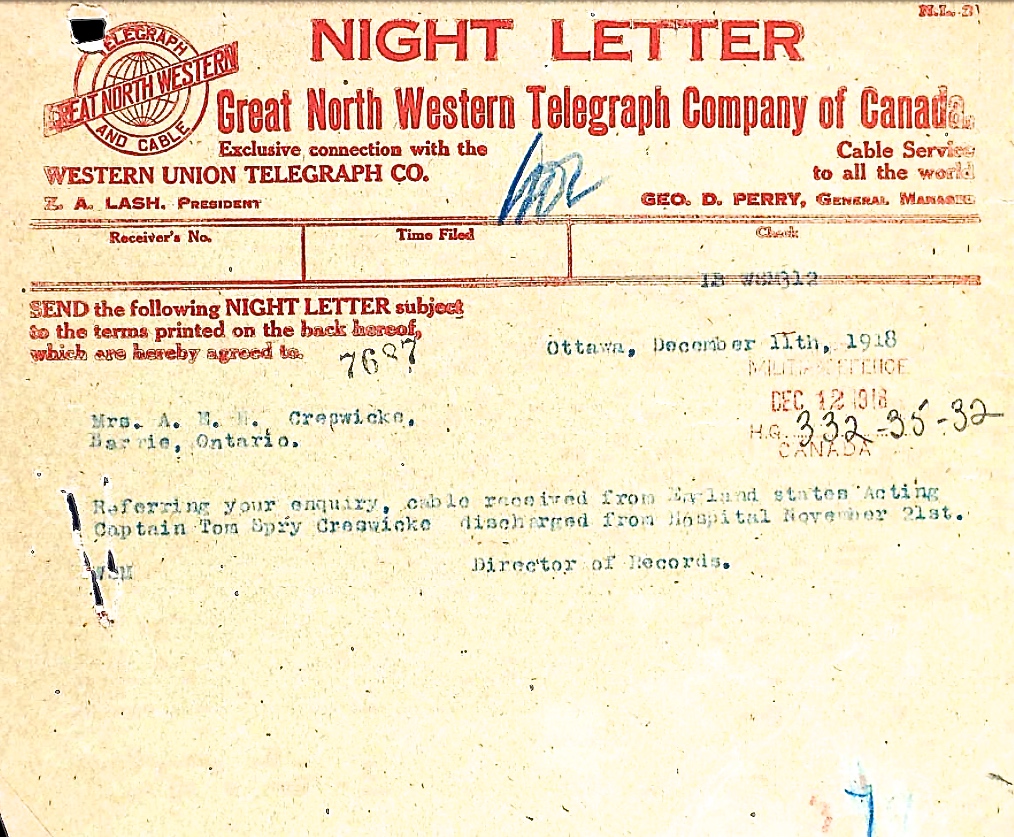 N.L.-2
NIGHT LETTER
TELEGRAPH
GREAT NORTH WESTERN
AND CABLE
Great North Western Telegraph Company of Canada.
Exclusive connection with the
WESTERN UNION TELEGRAPH CO.
Cable Service
to all the world
Z. A. LASH, PRESIDENT
GEO. D. PERRY, GENERAL MANAGER
Receiver's No.
Time Filed
Check
SEND the following NIGHT LETTER subject
to the terms printed on the back hereof,
which are hereby agreed to.
7687
Ottawa, December 11th, 1918
DEC 12 1918
H.Q. 332-35-32
CANADA
Mrs. A. E. H. Creswicke,
Barrie, Ontario.
Referring your enquiry, cable received from England states Acting
Captain Tom Spry Creswicke discharged from Hospital November 21st.
Director of Records.